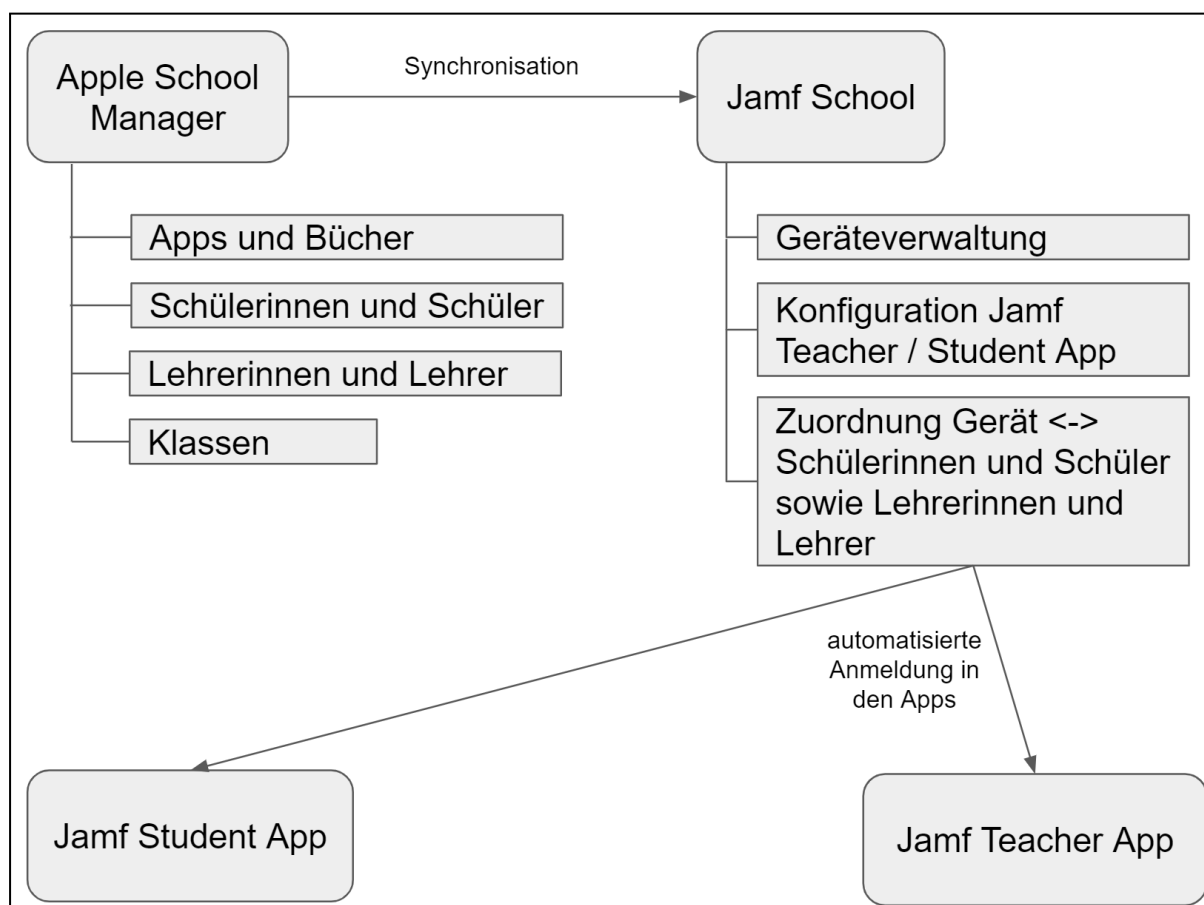 Apple School
Manager
Synchronisation
Jamf School
Apps und Bücher
Schülerinnen und Schüler
Lehrerinnen und Lehrer
Klassen
Geräteverwaltung
Konfiguration Jamf
Teacher / Student App
Zuordnung Gerät <->
Schülerinnen und Schüler
sowie Lehrerinnen und
Lehrer
automatisierte
Anmeldung in
den Apps
Jamf Student App
Jamf Teacher App